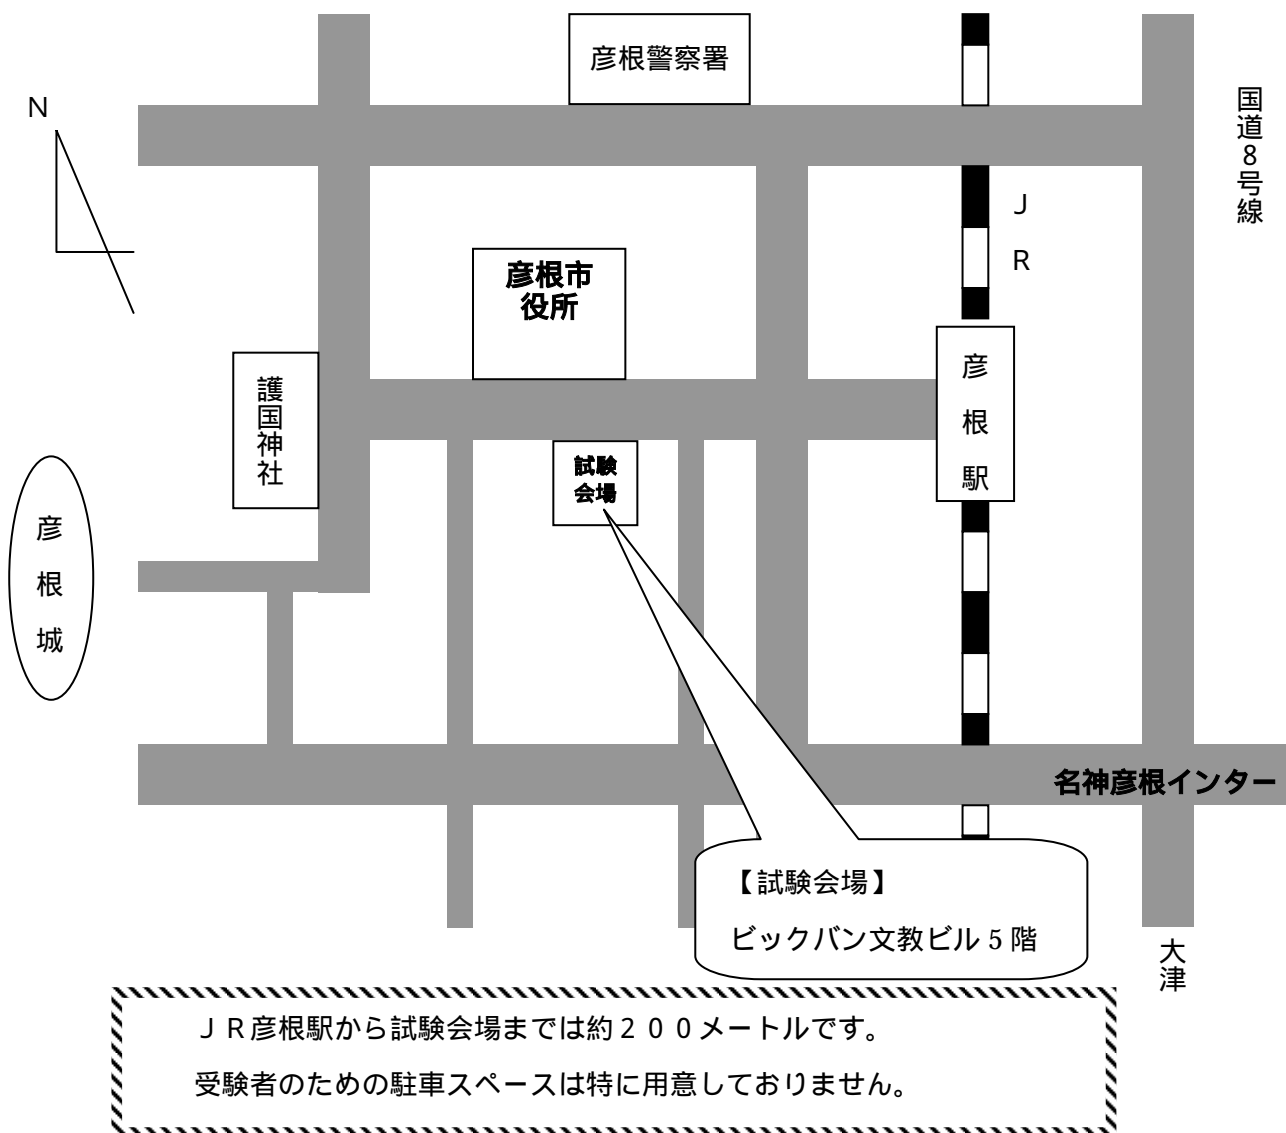 彦根警察署
N
国道8号線
JR
彦根市
役所
彦根駅
護国神社
試験
会場
彦根城
名神彦根インター
【試験会場】
ビックバン文教ビル5階
大津
JR彦根駅から試験会場までは約200メートルです。
受験者のための駐車スペースは特に用意しておりません。